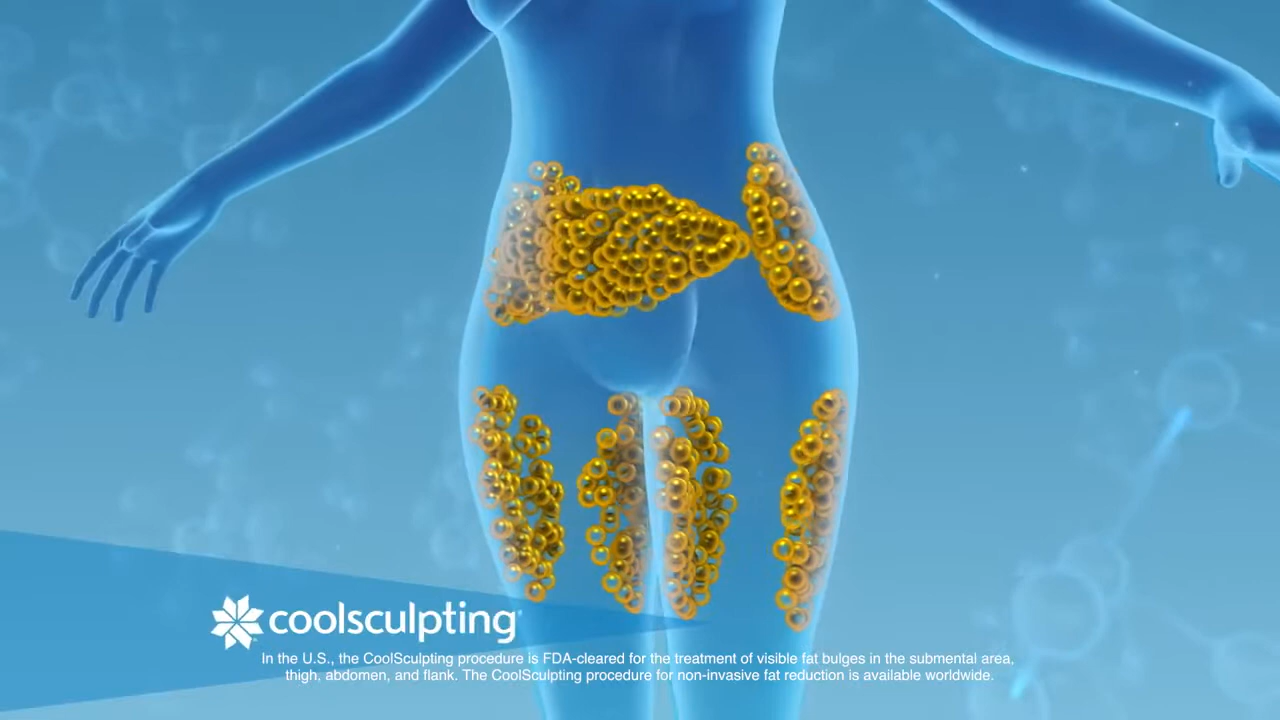 coolsculpting
In the U.S., the CoolSculpting procedure is FDA-cleared for the treatment of visible fat bulges in the submental area,
thigh, abdomen, and flank. The CoolSculpting procedure for non-invasive fat reduction is available worldwide.